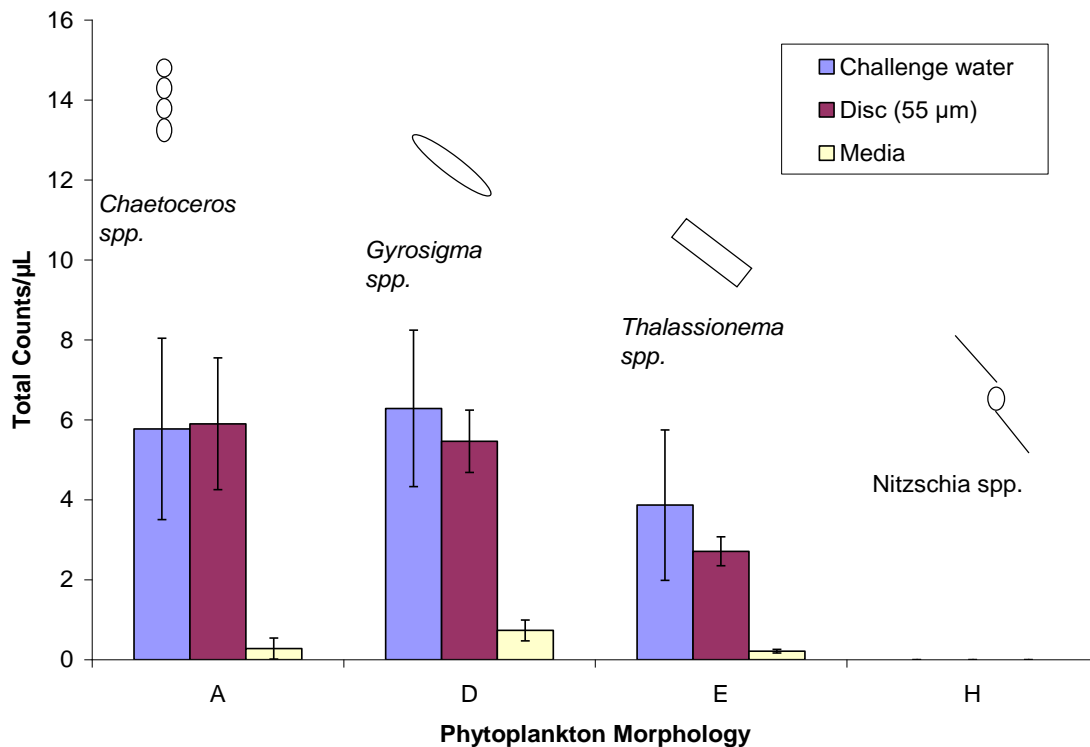 16
14
12
10
8
6
4
2
0
Total Counts/µL
Challenge water
Disc (55 µm)
Media
Chaetoceros
spp.
Gyrosigma
spp.
Thalassionema
spp.
Nitzschia spp.
A D E H
Phytoplankton Morphology